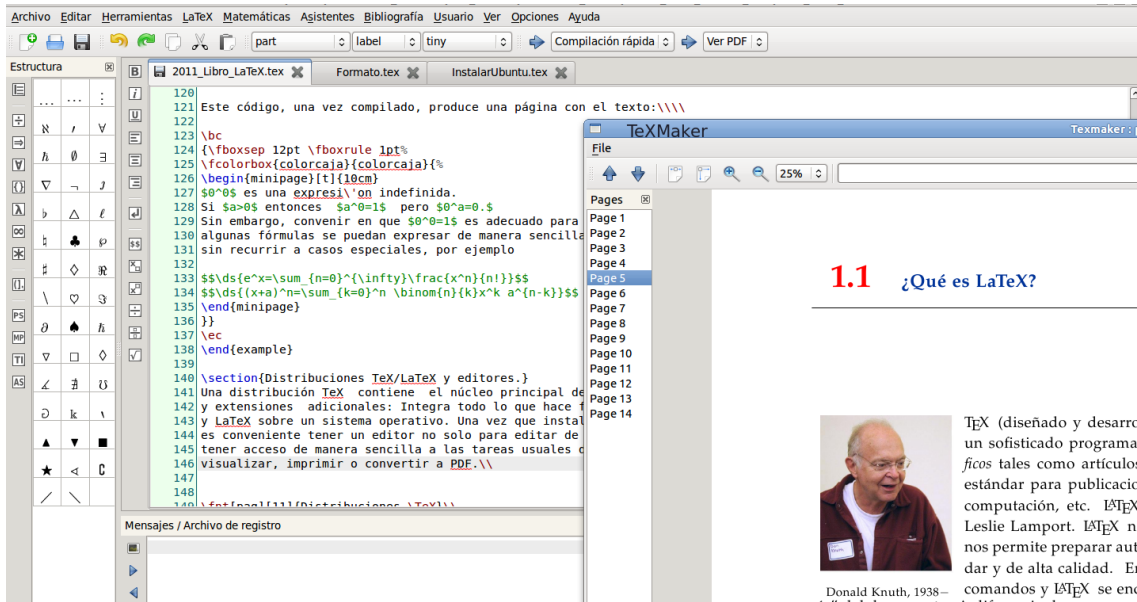 Archivo Editar Herramientas LaTeX Matemáticas Asistentes Bibliografía Usuario Ver Opciones Ayuda
part label tiny Compilación rápida Ver PDF
Estructura
2011_Libro_LaTeX.tex Formato.tex InstalarUbuntu.tex
120
121 Este código, una vez compilado, produce una página con el texto:\\\\
122
123 \bc
124 {\fboxsep 12pt \fboxrule 1pt%
125 \fcolorbox{colorcaja}{colorcaja}{%
126 \begin{minipage}[t]{10cm}
127 $0^0$ es una expresi\'on indefinida.
128 Si $a>0$ entonces $a^0=1$ pero $0^a=0.$
129 Sin embargo, convenir en que $0^0=1$ es adecuado para
130 algunas fórmulas se puedan expresar de manera sencilla
131 sin recurrir a casos especiales, por ejemplo
132
133 $$\ds{e^x=\sum_{n=0}^{\infty}\frac{x^n}{n!}}$$
134 $$\ds{(x+a)^n=\sum_{k=0}^n \binom{n}{k}x^k a^{n-k}}$$
135 \end{minipage}
136 }}
137 \ec
138 \end{example}
139
140 \section{Distribuciones TeX/LaTeX y editores.}
141 Una distribución TeX contiene el núcleo principal de
142 y extensiones adicionales: Integra todo lo que hace f
143 y LaTeX sobre un sistema operativo. Una vez que instal
144 es conveniente tener un editor no solo para editar de
145 tener acceso de manera sencilla a las tareas usuales d
146 visualizar, imprimir o convertir a PDF.\\
147
148
149 \fnt[pag][11]{Distribuciones \TeX}\\
Mensajes / Archivo de registro
TeXMaker
Texmaker :
File
25%
Pages
Page 1
Page 2
Page 3
Page 4
Page 5
Page 6
Page 7
Page 8
Page 9
Page 10
Page 11
Page 12
Page 13
Page 14
1.1 ¿Qué es LaTeX?
TEX (diseñado y desarro
un sofisticado programa
ficos tales como artículos
estándar para publicacio
computación, etc. LATEX
Leslie Lamport. LATEX n
nos permite preparar aut
dar y de alta calidad. En
comandos y LATEX se enc
Donald Knuth, 1938–